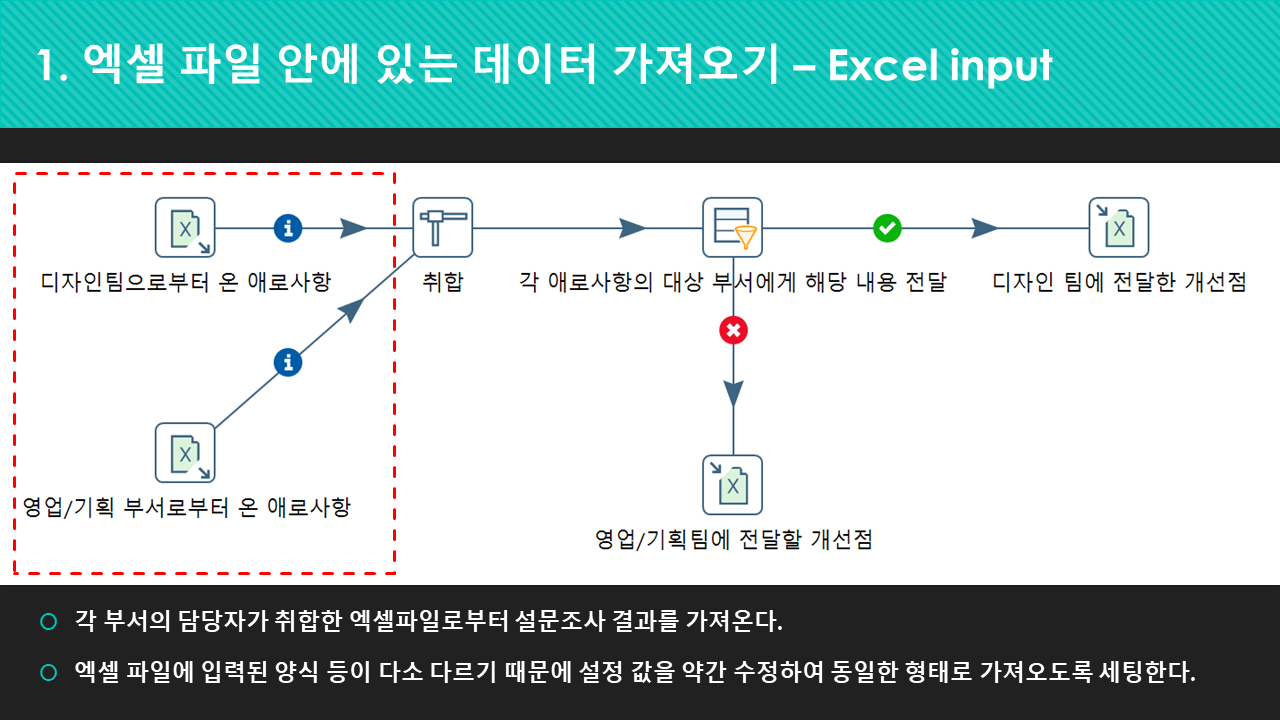 1. 엑셀 파일 안에 있는 데이터 가져오기 – Excel input
디자인팀으로부터 온 애로사항
취합
각 애로사항의 대상 부서에게 해당 내용 전달
디자인 팀에 전달한 개선점
영업/기획 부서로부터 온 애로사항
영업/기획팀에 전달할 개선점
각 부서의 담당자가 취합한 엑셀파일로부터 설문조사 결과를 가져온다.
엑셀 파일에 입력된 양식 등이 다소 다르기 때문에 설정 값을 약간 수정하여 동일한 형태로 가져오도록 세팅한다.